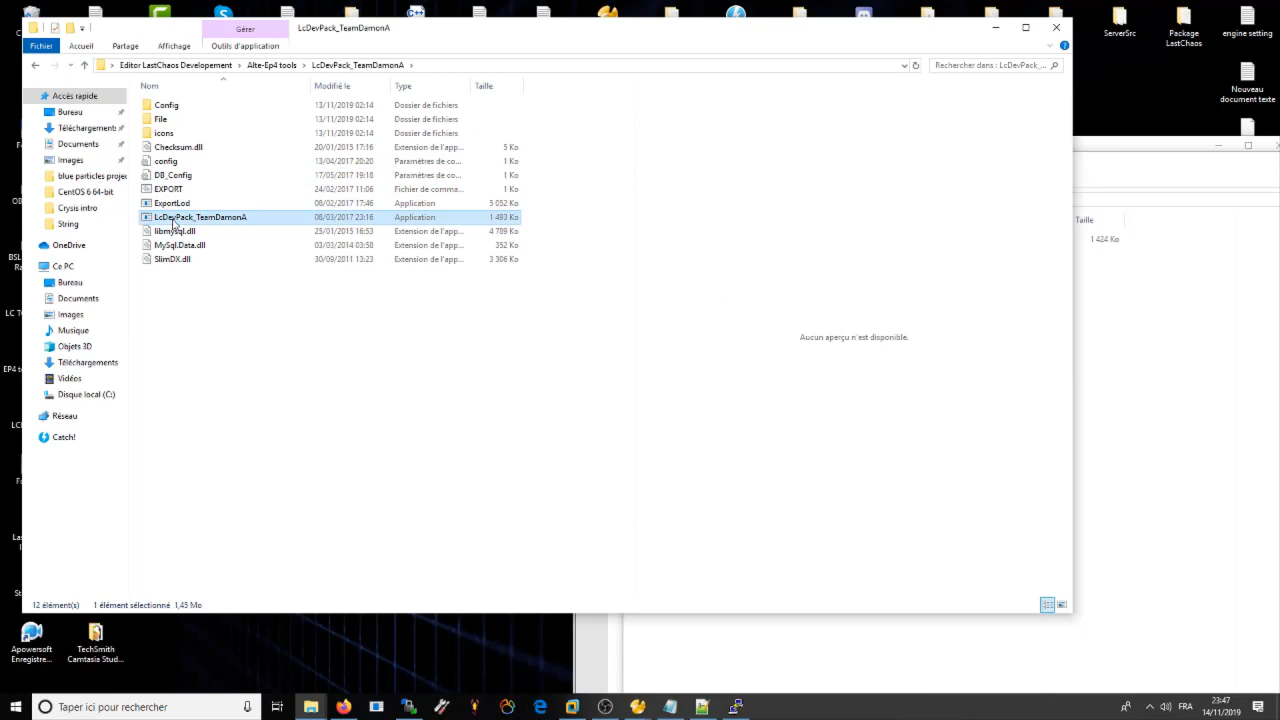 Gérer
LcDevPack_TeamDamonA
Fichier
Accueil
Partage
Affichage
Outils d'application
Editor LastChaos Development
Alte-Ep4 tools
LcDevPack_TeamDamonA
Rechercher dans : LcDevPack_...
Nom
Modifié le
Type
Taille
Accès rapide
Bureau
Téléchargements
Documents
Images
blue particles projec
CentOS 6 64-bit
Crysis intro
String
OneDrive
Ce PC
Bureau
Documents
Images
Musique
Objets 3D
Téléchargements
Vidéos
Disque local (C:)
Réseau
Catch!
Config 13/11/2019 02:14 Dossier de fichiers
File 13/11/2019 02:14 Dossier de fichiers
icons 13/11/2019 02:14 Dossier de fichiers
Checksum.dll 20/01/2015 17:16 Extension de l'app... 5 Ko
config 13/04/2017 20:20 Paramètres de co... 1 Ko
DB_Config 17/05/2017 19:18 Paramètres de co... 1 Ko
EXPORT 24/02/2017 11:06 Fichier de comma... 1 Ko
ExportLod 08/02/2017 17:46 Application 5 052 Ko
LcDevPack_TeamDamonA 08/03/2017 23:16 Application 1 493 Ko
libmysql.dll 25/01/2015 16:53 Extension de l'app... 4 789 Ko
MySql.Data.dll 03/03/2014 03:58 Extension de l'app... 352 Ko
SlimDX.dll 30/09/2011 13:23 Extension de l'app... 3 306 Ko
Aucun aperçu n'est disponible.
12 élément(s) 1 élément sélectionné 1,45 Mo
ServerSrc
Package
LastChaos
engine setting
Nouveau
document texte
Taille
1 424 Ko
Apowersoft
Enregistre...
TechSmith
Camtasia Stud...
Taper ici pour rechercher
FRA
23:47
14/11/2019